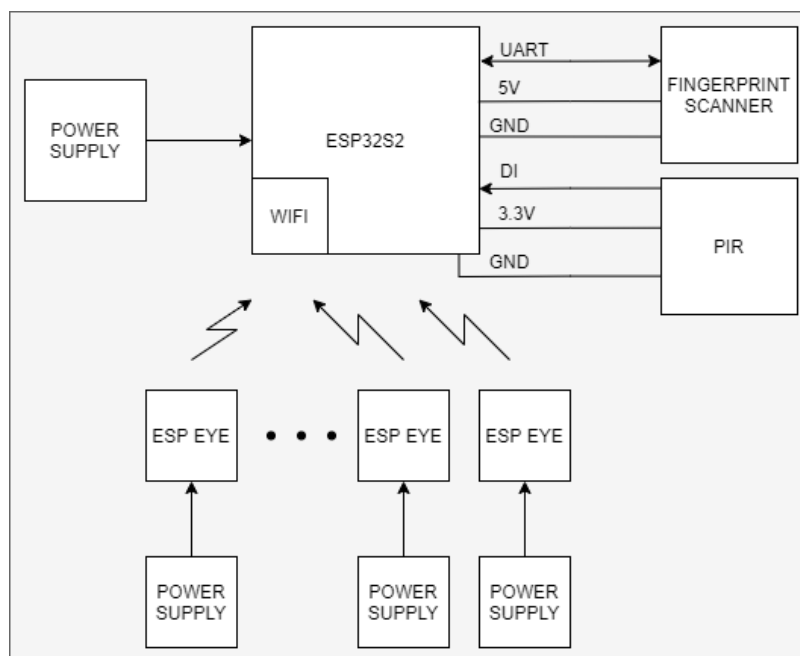 POWER
SUPPLY
ESP32S2
WIFI
UART
5V
GND
DI
3.3V
GND
FINGERPRINT
SCANNER
PIR
ESP EYE
ESP EYE
ESP EYE
POWER
SUPPLY
POWER
SUPPLY
POWER
SUPPLY